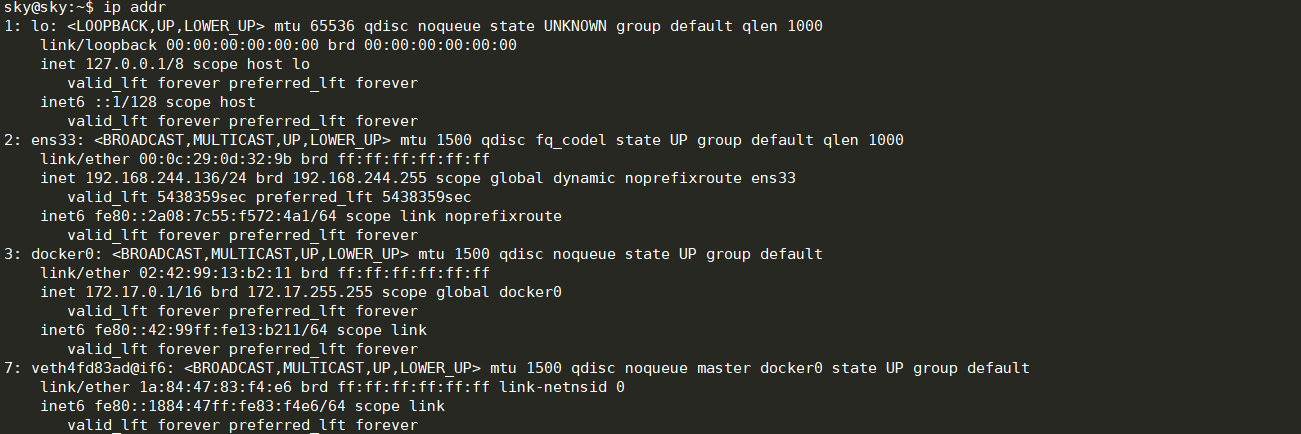 sky@sky:~$ ip addr
1: lo: <LOOPBACK,UP,LOWER_UP> mtu 65536 qdisc noqueue state UNKNOWN group default qlen 1000
    link/loopback 00:00:00:00:00:00 brd 00:00:00:00:00:00
    inet 127.0.0.1/8 scope host lo
       valid_lft forever preferred_lft forever
    inet6 ::1/128 scope host
       valid_lft forever preferred_lft forever
2: ens33: <BROADCAST,MULTICAST,UP,LOWER_UP> mtu 1500 qdisc fq_codel state UP group default qlen 1000
    link/ether 00:0c:29:0d:32:9b brd ff:ff:ff:ff:ff:ff
    inet 192.168.244.136/24 brd 192.168.244.255 scope global dynamic noprefixroute ens33
       valid_lft 5438359sec preferred_lft 5438359sec
    inet6 fe80::2a08:7c55:f572:4a1/64 scope link noprefixroute
       valid_lft forever preferred_lft forever
3: docker0: <BROADCAST,MULTICAST,UP,LOWER_UP> mtu 1500 qdisc noqueue state UP group default
    link/ether 02:42:99:13:b2:11 brd ff:ff:ff:ff:ff:ff
    inet 172.17.0.1/16 brd 172.17.255.255 scope global docker0
       valid_lft forever preferred_lft forever
    inet6 fe80::42:99ff:fe13:b211/64 scope link
       valid_lft forever preferred_lft forever
7: veth4fd83ad@if6: <BROADCAST,MULTICAST,UP,LOWER_UP> mtu 1500 qdisc noqueue master docker0 state UP group default
    link/ether 1a:84:47:83:f4:e6 brd ff:ff:ff:ff:ff:ff link-netnsid 0
    inet6 fe80::1884:47ff:fe83:f4e6/64 scope link
       valid_lft forever preferred_lft forever